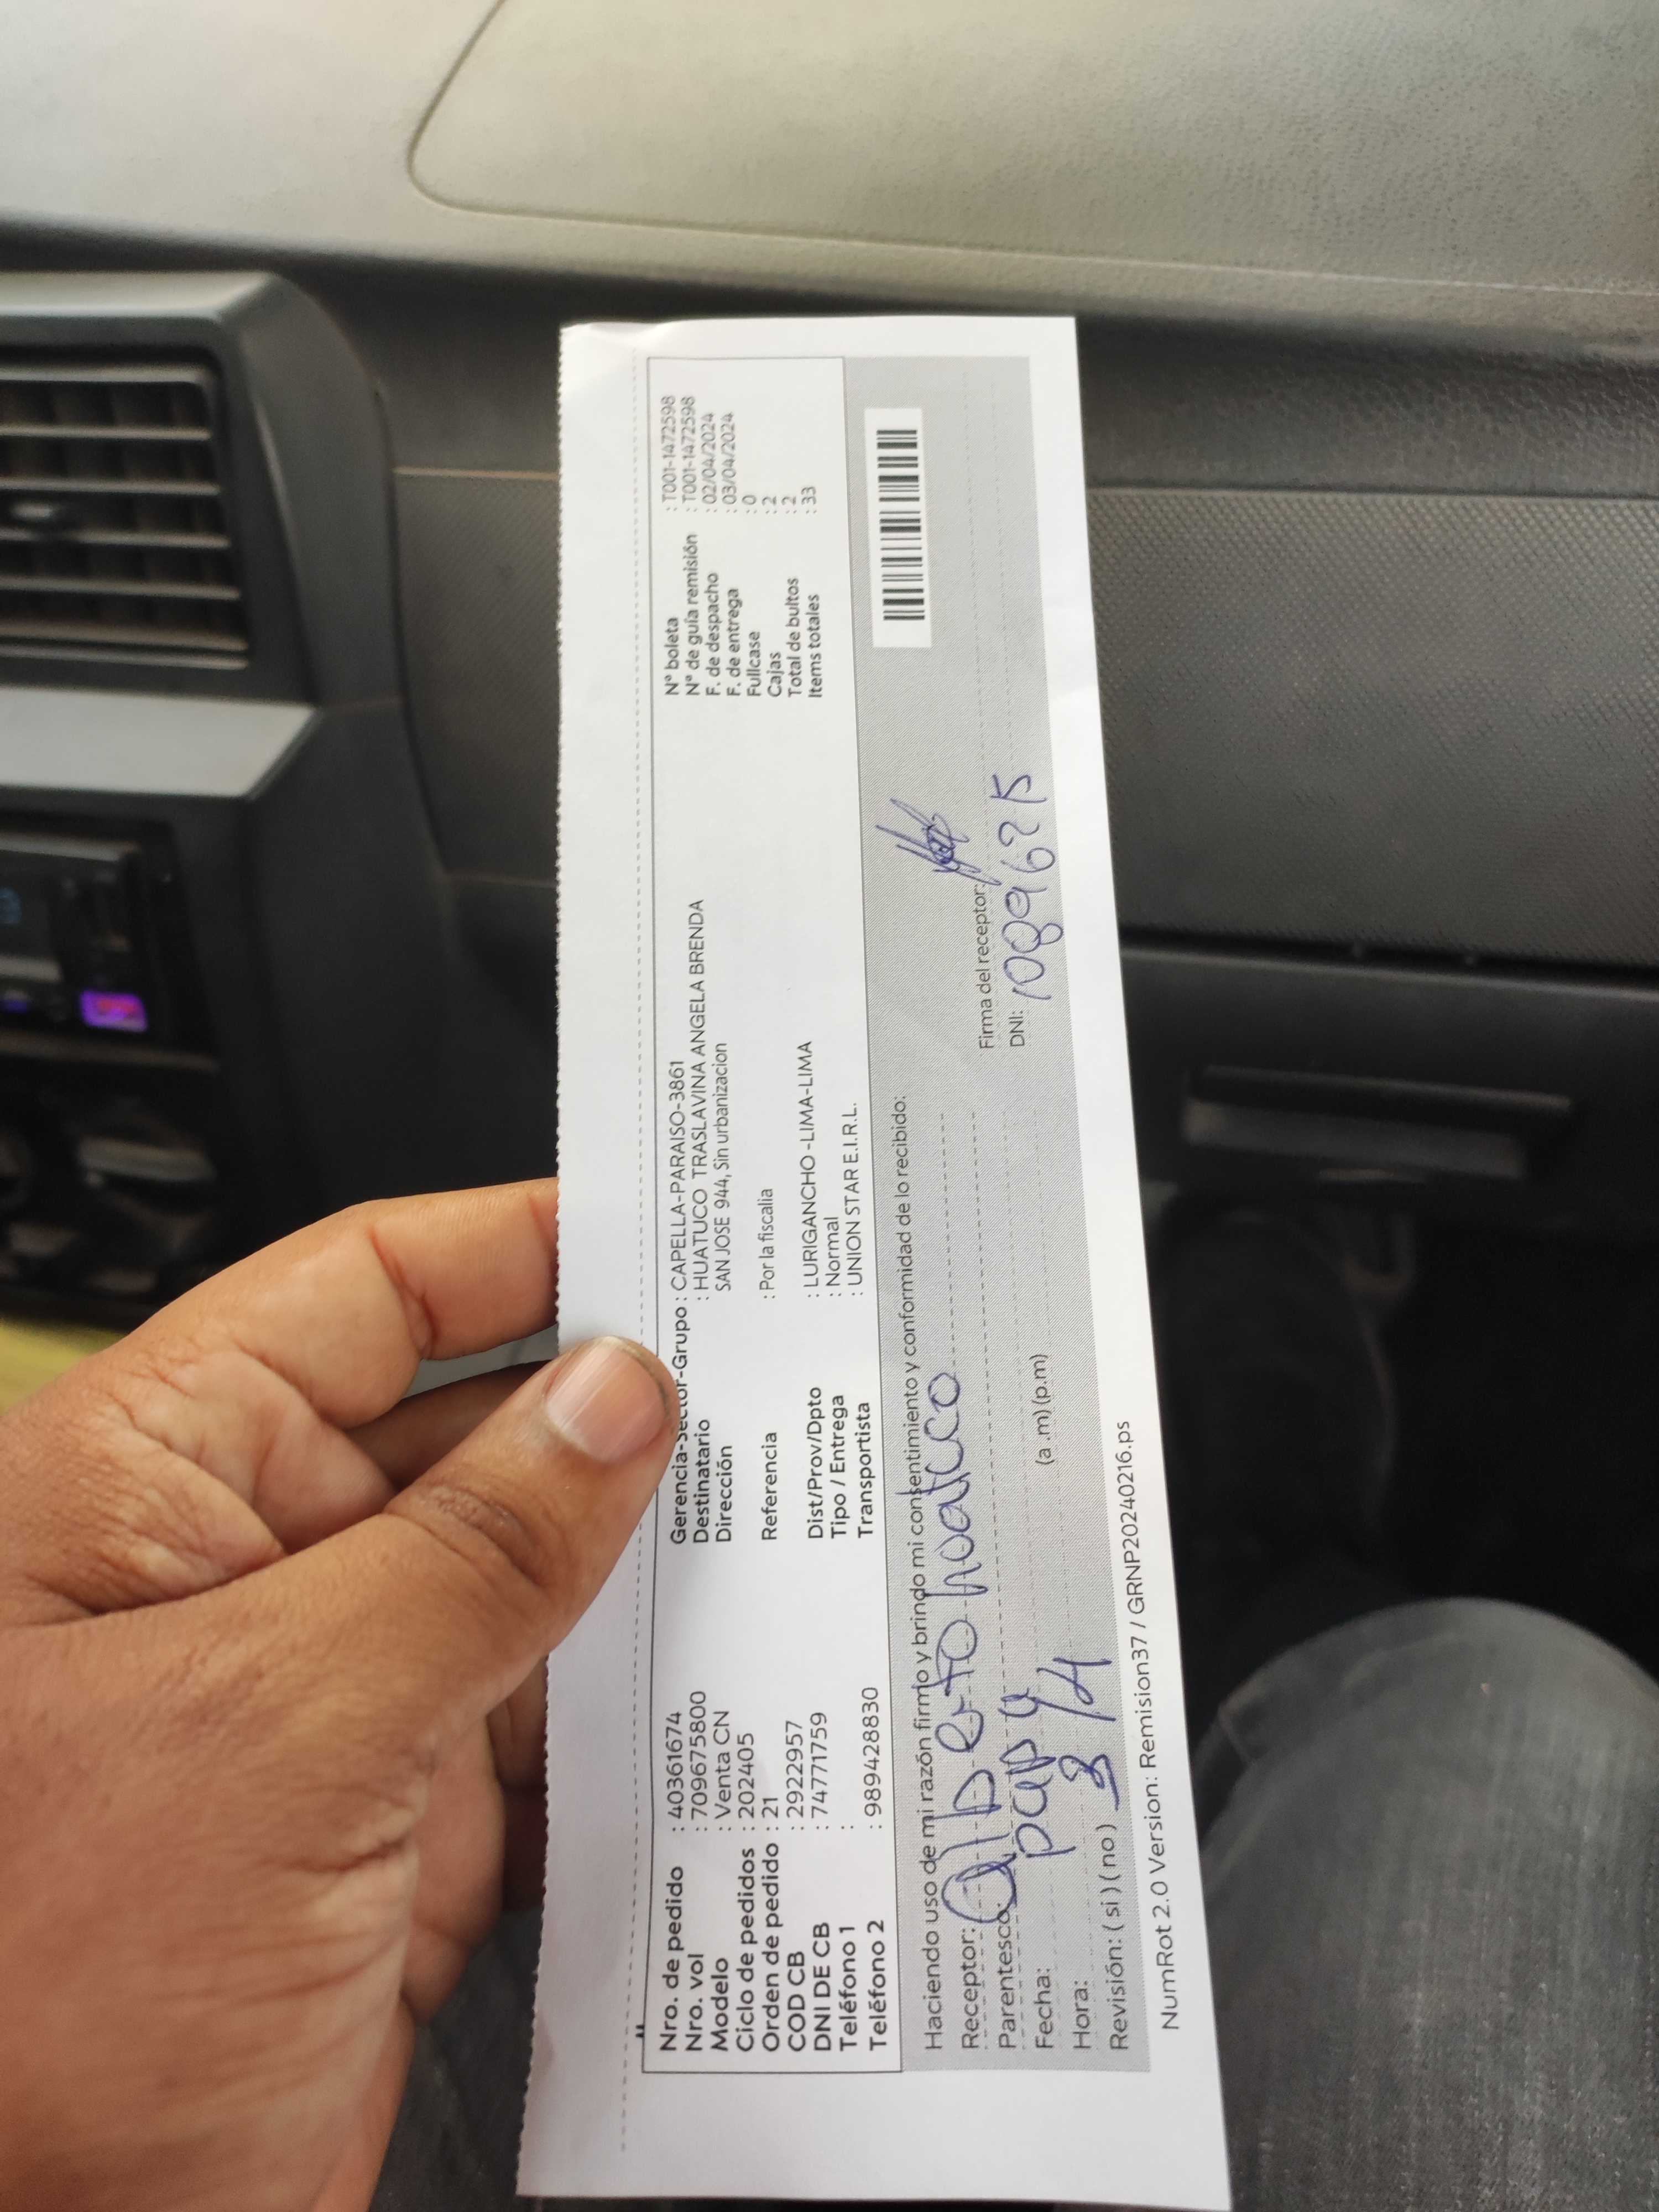 Nro. de pedido : 40361674
Nro. vol : 709675800
Modelo : Venta CN
Ciclo de pedidos : 202405
Orden de pedido : 21
COD CB : 2922957
DNI DE CB : 74771759
Teléfono 1 :
Teléfono 2 : 989428830
Gerencia-Sector-Grupo : CAPELLA-PARAISO-3861
Destinatario : HUATUCO TRASLAVINA ANGELA BRENDA
Dirección SAN JOSE 944, Sin urbanizacion
Referencia : Por la fiscalia
Dist/Prov/Dpto : LURIGANCHO -LIMA-LIMA
Tipo / Entrega : Normal
Transportista : UNION STAR E.I.R.L.
N° boleta : T001-1472598
N° de guía remisión : T001-1472598
F. de despacho : 02/04/2024
F. de entrega : 03/04/2024
Fullcase : 0
Cajas : 2
Total de bultos : 2
Items totales : 33
Haciendo uso de mi razón firmo y brindo mi consentimiento y conformidad de lo recibido:
Receptor: Alberto huatuco
Parentesco: papa
Fecha: 3/4
Hora: (a .m) (p.m)
Revisión: ( si ) ( no )
Firma del receptor:
DNI: 10896275
NumRot 2.0 Version: Remision37 / GRNP20240216.ps